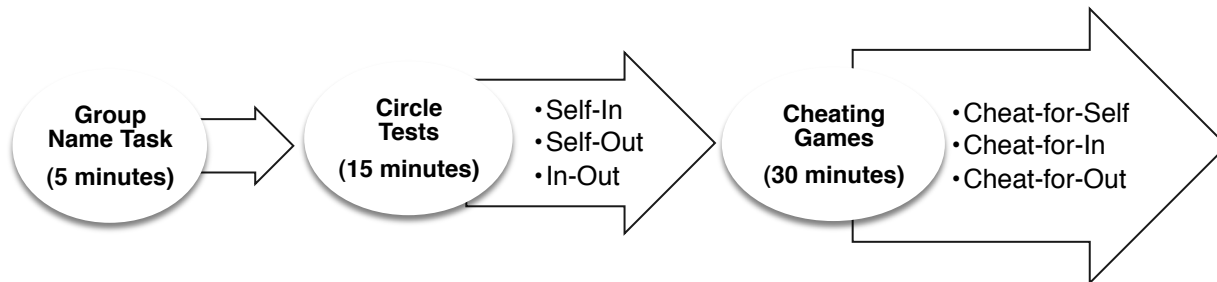 Group
Name Task
(5 minutes)
Circle
Tests
(15 minutes)
•Self-In
•Self-Out
•In-Out
Cheating
Games
(30 minutes)
•Cheat-for-Self
•Cheat-for-In
•Cheat-for-Out